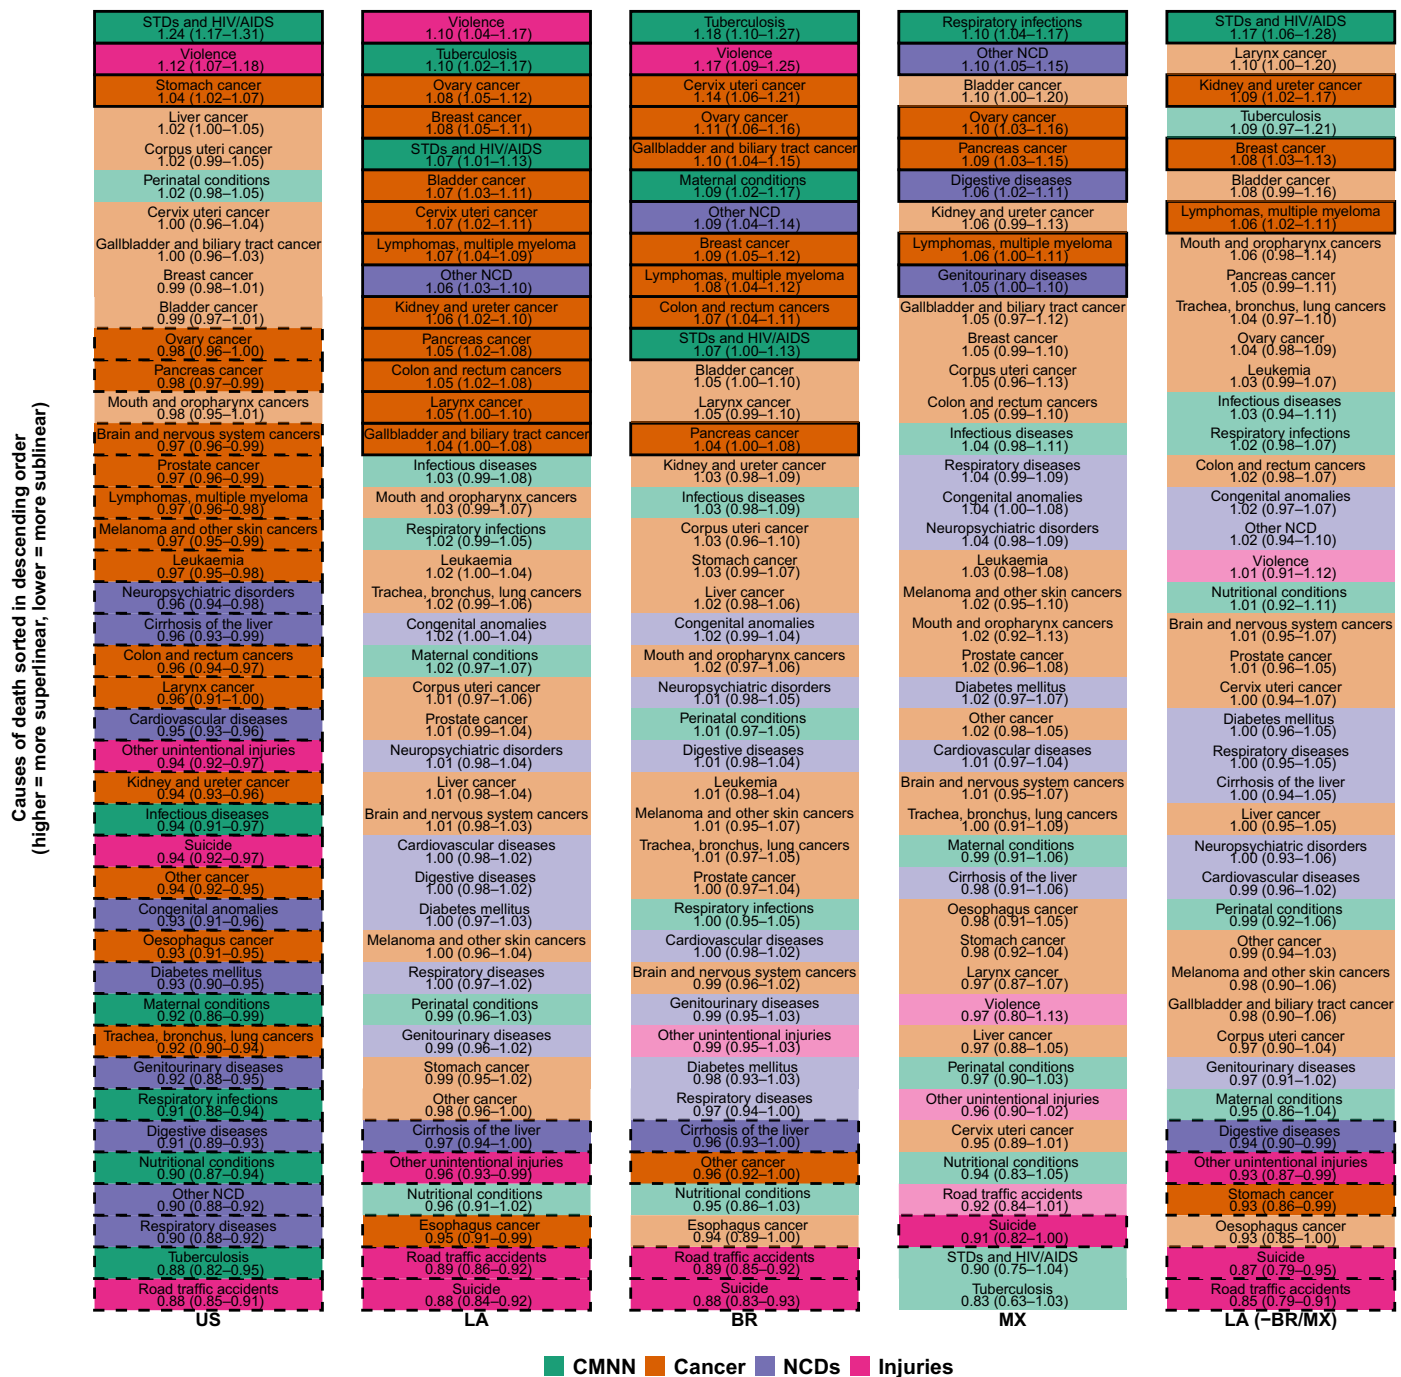 Causes of death sorted in descending order
(higher = more superlinear, lower = more sublinear)
STDs and HIV/AIDS
1.24 (1.17–1.31)
Violence
1.12 (1.07–1.18)
Stomach cancer
1.04 (1.02–1.07)
Liver cancer
1.02 (1.00–1.05)
Corpus uteri cancer
1.02 (0.99–1.05)
Perinatal conditions
1.02 (0.98–1.05)
Cervix uteri cancer
1.00 (0.96–1.04)
Gallbladder and biliary tract cancer
1.00 (0.96–1.03)
Breast cancer
0.99 (0.98–1.01)
Bladder cancer
0.99 (0.97–1.01)
Ovary cancer
0.98 (0.96–1.00)
Pancreas cancer
0.98 (0.97–0.99)
Mouth and oropharynx cancers
0.98 (0.95–1.01)
Brain and nervous system cancers
0.97 (0.96–0.99)
Prostate cancer
0.97 (0.96–0.99)
Lymphomas, multiple myeloma
0.97 (0.96–0.98)
Melanoma and other skin cancers
0.97 (0.95–0.99)
Leukaemia
0.97 (0.95–0.98)
Neuropsychiatric disorders
0.96 (0.94–0.98)
Cirrhosis of the liver
0.96 (0.93–0.99)
Colon and rectum cancers
0.96 (0.94–0.97)
Larynx cancer
0.96 (0.91–1.00)
Cardiovascular diseases
0.95 (0.93–0.96)
Other unintentional injuries
0.94 (0.92–0.97)
Kidney and ureter cancer
0.94 (0.93–0.96)
Infectious diseases
0.94 (0.91–0.97)
Suicide
0.94 (0.92–0.97)
Other cancer
0.94 (0.92–0.95)
Congenital anomalies
0.93 (0.91–0.96)
Oesophagus cancer
0.93 (0.91–0.95)
Diabetes mellitus
0.93 (0.90–0.95)
Maternal conditions
0.92 (0.86–0.99)
Trachea, bronchus, lung cancers
0.92 (0.90–0.94)
Genitourinary diseases
0.92 (0.88–0.95)
Respiratory infections
0.91 (0.88–0.94)
Digestive diseases
0.91 (0.89–0.93)
Nutritional conditions
0.90 (0.87–0.94)
Other NCD
0.90 (0.88–0.92)
Respiratory diseases
0.90 (0.88–0.92)
Tuberculosis
0.88 (0.82–0.95)
Road traffic accidents
0.88 (0.85–0.91)
US
Violence
1.10 (1.04–1.17)
Tuberculosis
1.10 (1.02–1.17)
Ovary cancer
1.08 (1.05–1.12)
Breast cancer
1.08 (1.05–1.11)
STDs and HIV/AIDS
1.07 (1.01–1.13)
Bladder cancer
1.07 (1.03–1.11)
Cervix uteri cancer
1.07 (1.02–1.11)
Lymphomas, multiple myeloma
1.07 (1.04–1.09)
Other NCD
1.06 (1.03–1.10)
Kidney and ureter cancer
1.06 (1.02–1.10)
Pancreas cancer
1.05 (1.02–1.08)
Colon and rectum cancers
1.05 (1.02–1.08)
Larynx cancer
1.05 (1.00–1.10)
Gallbladder and biliary tract cancer
1.04 (1.00–1.08)
Infectious diseases
1.03 (0.99–1.08)
Mouth and oropharynx cancers
1.03 (0.99–1.07)
Respiratory infections
1.02 (0.99–1.05)
Leukaemia
1.02 (1.00–1.04)
Trachea, bronchus, lung cancers
1.02 (0.99–1.06)
Congenital anomalies
1.02 (1.00–1.04)
Maternal conditions
1.02 (0.97–1.07)
Corpus uteri cancer
1.01 (0.97–1.06)
Prostate cancer
1.01 (0.99–1.04)
Neuropsychiatric disorders
1.01 (0.98–1.04)
Liver cancer
1.01 (0.98–1.04)
Brain and nervous system cancers
1.01 (0.98–1.03)
Cardiovascular diseases
1.00 (0.98–1.02)
Digestive diseases
1.00 (0.98–1.02)
Diabetes mellitus
1.00 (0.97–1.03)
Melanoma and other skin cancers
1.00 (0.96–1.04)
Respiratory diseases
1.00 (0.97–1.02)
Perinatal conditions
0.99 (0.96–1.03)
Genitourinary diseases
0.99 (0.96–1.02)
Stomach cancer
0.99 (0.95–1.02)
Other cancer
0.98 (0.96–1.00)
Cirrhosis of the liver
0.97 (0.94–1.00)
Other unintentional injuries
0.96 (0.93–0.99)
Nutritional conditions
0.96 (0.91–1.02)
Esophagus cancer
0.95 (0.91–0.99)
Road traffic accidents
0.89 (0.86–0.92)
Suicide
0.88 (0.84–0.92)
LA
Tuberculosis
1.18 (1.10–1.27)
Violence
1.17 (1.09–1.25)
Cervix uteri cancer
1.14 (1.06–1.21)
Ovary cancer
1.11 (1.06–1.16)
Gallbladder and biliary tract cancer
1.10 (1.04–1.15)
Maternal conditions
1.09 (1.02–1.17)
Other NCD
1.09 (1.04–1.14)
Breast cancer
1.09 (1.05–1.12)
Lymphomas, multiple myeloma
1.08 (1.04–1.12)
Colon and rectum cancers
1.07 (1.04–1.11)
STDs and HIV/AIDS
1.07 (1.00–1.13)
Bladder cancer
1.05 (1.00–1.10)
Larynx cancer
1.05 (0.99–1.10)
Pancreas cancer
1.04 (1.00–1.08)
Kidney and ureter cancer
1.03 (0.98–1.09)
Infectious diseases
1.03 (0.98–1.09)
Corpus uteri cancer
1.03 (0.96–1.10)
Stomach cancer
1.03 (0.99–1.07)
Liver cancer
1.02 (0.98–1.06)
Congenital anomalies
1.02 (0.99–1.04)
Mouth and oropharynx cancers
1.02 (0.97–1.06)
Neuropsychiatric disorders
1.01 (0.98–1.05)
Perinatal conditions
1.01 (0.97–1.05)
Digestive diseases
1.01 (0.98–1.04)
Leukemia
1.01 (0.98–1.04)
Melanoma and other skin cancers
1.01 (0.95–1.07)
Trachea, bronchus, lung cancers
1.01 (0.97–1.05)
Prostate cancer
1.00 (0.97–1.04)
Respiratory infections
1.00 (0.95–1.05)
Cardiovascular diseases
1.00 (0.98–1.02)
Brain and nervous system cancers
0.99 (0.96–1.02)
Genitourinary diseases
0.99 (0.95–1.03)
Other unintentional injuries
0.99 (0.95–1.03)
Diabetes mellitus
0.98 (0.93–1.03)
Respiratory diseases
0.97 (0.94–1.00)
Cirrhosis of the liver
0.96 (0.93–1.00)
Other cancer
0.96 (0.92–1.00)
Nutritional conditions
0.95 (0.86–1.03)
Esophagus cancer
0.94 (0.89–1.00)
Road traffic accidents
0.89 (0.85–0.92)
Suicide
0.88 (0.83–0.93)
BR
Respiratory infections
1.10 (1.04–1.17)
Other NCD
1.10 (1.05–1.15)
Bladder cancer
1.10 (1.00–1.20)
Ovary cancer
1.10 (1.03–1.16)
Pancreas cancer
1.09 (1.03–1.15)
Digestive diseases
1.06 (1.02–1.11)
Kidney and ureter cancer
1.06 (0.99–1.13)
Lymphomas, multiple myeloma
1.06 (1.00–1.11)
Genitourinary diseases
1.05 (1.00–1.10)
Gallbladder and biliary tract cancer
1.05 (0.97–1.12)
Breast cancer
1.05 (0.99–1.10)
Corpus uteri cancer
1.05 (0.96–1.13)
Colon and rectum cancers
1.05 (0.99–1.10)
Infectious diseases
1.04 (0.98–1.11)
Respiratory diseases
1.04 (0.99–1.09)
Congenital anomalies
1.04 (1.00–1.08)
Neuropsychiatric disorders
1.04 (0.98–1.09)
Leukaemia
1.03 (0.98–1.08)
Melanoma and other skin cancers
1.02 (0.95–1.10)
Mouth and oropharynx cancers
1.02 (0.92–1.13)
Prostate cancer
1.02 (0.96–1.08)
Diabetes mellitus
1.02 (0.97–1.07)
Other cancer
1.02 (0.98–1.05)
Cardiovascular diseases
1.01 (0.97–1.04)
Brain and nervous system cancers
1.01 (0.95–1.07)
Trachea, bronchus, lung cancers
1.00 (0.91–1.09)
Maternal conditions
0.99 (0.91–1.06)
Cirrhosis of the liver
0.98 (0.91–1.06)
Oesophagus cancer
0.98 (0.91–1.05)
Stomach cancer
0.98 (0.92–1.04)
Larynx cancer
0.97 (0.87–1.07)
Violence
0.97 (0.80–1.13)
Liver cancer
0.97 (0.88–1.05)
Perinatal conditions
0.97 (0.90–1.03)
Other unintentional injuries
0.96 (0.90–1.02)
Cervix uteri cancer
0.95 (0.89–1.01)
Nutritional conditions
0.94 (0.83–1.05)
Road traffic accidents
0.92 (0.84–1.01)
Suicide
0.91 (0.82–1.00)
STDs and HIV/AIDS
0.90 (0.75–1.04)
Tuberculosis
0.83 (0.63–1.03)
MX
STDs and HIV/AIDS
1.17 (1.06–1.28)
Larynx cancer
1.10 (1.00–1.20)
Kidney and ureter cancer
1.09 (1.02–1.17)
Tuberculosis
1.09 (0.97–1.21)
Breast cancer
1.08 (1.03–1.13)
Bladder cancer
1.08 (0.99–1.16)
Lymphomas, multiple myeloma
1.06 (1.02–1.11)
Mouth and oropharynx cancers
1.06 (0.98–1.14)
Pancreas cancer
1.05 (0.99–1.11)
Trachea, bronchus, lung cancers
1.04 (0.97–1.10)
Ovary cancer
1.04 (0.98–1.09)
Leukemia
1.03 (0.99–1.07)
Infectious diseases
1.03 (0.94–1.11)
Respiratory infections
1.02 (0.98–1.07)
Colon and rectum cancers
1.02 (0.98–1.07)
Congenital anomalies
1.02 (0.97–1.07)
Other NCD
1.02 (0.94–1.10)
Violence
1.01 (0.91–1.12)
Nutritional conditions
1.01 (0.92–1.11)
Brain and nervous system cancers
1.01 (0.95–1.07)
Prostate cancer
1.01 (0.96–1.05)
Cervix uteri cancer
1.00 (0.94–1.07)
Diabetes mellitus
1.00 (0.96–1.05)
Respiratory diseases
1.00 (0.95–1.05)
Cirrhosis of the liver
1.00 (0.94–1.05)
Liver cancer
1.00 (0.95–1.05)
Neuropsychiatric disorders
1.00 (0.93–1.06)
Cardiovascular diseases
0.99 (0.96–1.02)
Perinatal conditions
0.99 (0.92–1.06)
Other cancer
0.99 (0.94–1.03)
Melanoma and other skin cancers
0.98 (0.90–1.06)
Gallbladder and biliary tract cancer
0.98 (0.90–1.06)
Corpus uteri cancer
0.97 (0.90–1.04)
Genitourinary diseases
0.97 (0.91–1.02)
Maternal conditions
0.95 (0.86–1.04)
Digestive diseases
0.94 (0.90–0.99)
Other unintentional injuries
0.93 (0.87–0.99)
Stomach cancer
0.93 (0.86–0.99)
Oesophagus cancer
0.93 (0.85–1.00)
Suicide
0.87 (0.79–0.95)
Road traffic accidents
0.85 (0.79–0.91)
LA (−BR/MX)
CMNN
Cancer
NCDs
Injuries